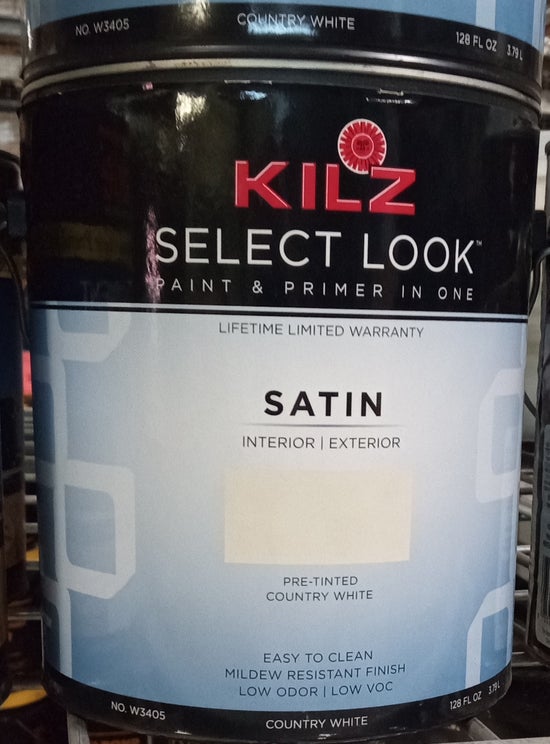 NO. W3405
COUNTRY WHITE
128 FL OZ 3.79 L
KILZ
SELECT LOOK™
PAINT & PRIMER IN ONE
LIFETIME LIMITED WARRANTY
SATIN
INTERIOR | EXTERIOR
PRE-TINTED
COUNTRY WHITE
EASY TO CLEAN
MILDEW RESISTANT FINISH
LOW ODOR | LOW VOC
NO. W3405
COUNTRY WHITE
128 FL OZ 3.79 L